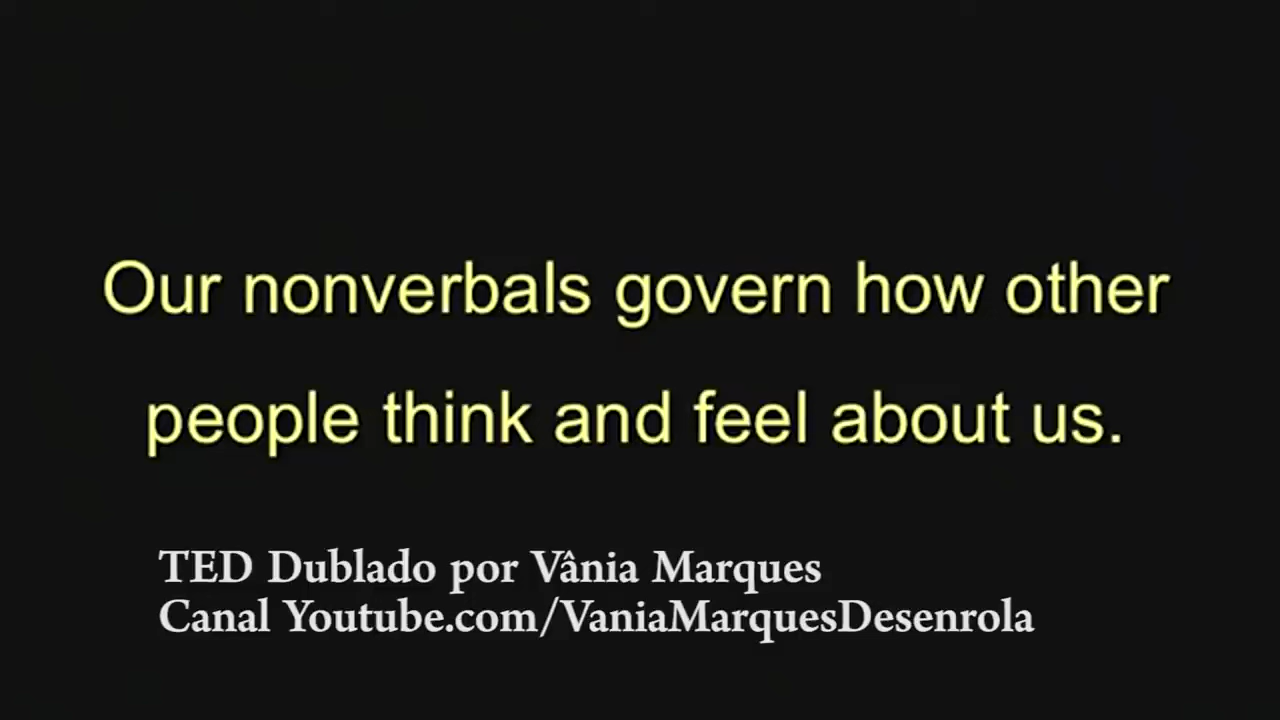 Our nonverbals govern how other
people think and feel about us.
TED Dublado por Vânia Marques
Canal Youtube.com/VaniaMarquesDesenrola